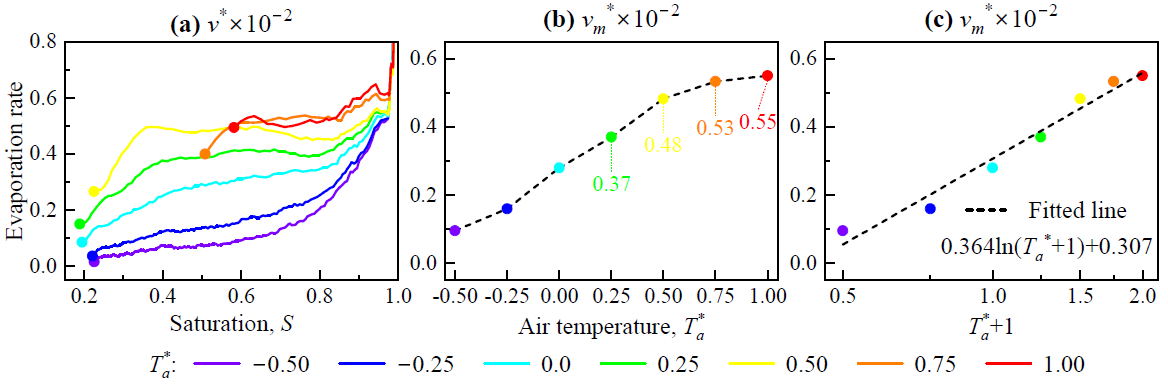 (a) v*×10⁻²
(b) vₘ*×10⁻²
(c) vₘ*×10⁻²
Evaporation rate
0.8
0.6
0.4
0.2
0.0
0.2 0.4 0.6 0.8 1.0
Saturation, S
0.4
0.2
0.0
0.37
0.48
0.53
0.55
-0.50 -0.25 0.00 0.25 0.50 0.75 1.00
Air temperature, Tₐ*
0.4
0.2
0.0
Fitted line
0.364ln(Tₐ*+1)+0.307
0.5 1.0 1.5 2.0
Tₐ*+1
Tₐ*: −0.50 −0.25 0.0 0.25 0.50 0.75 1.00